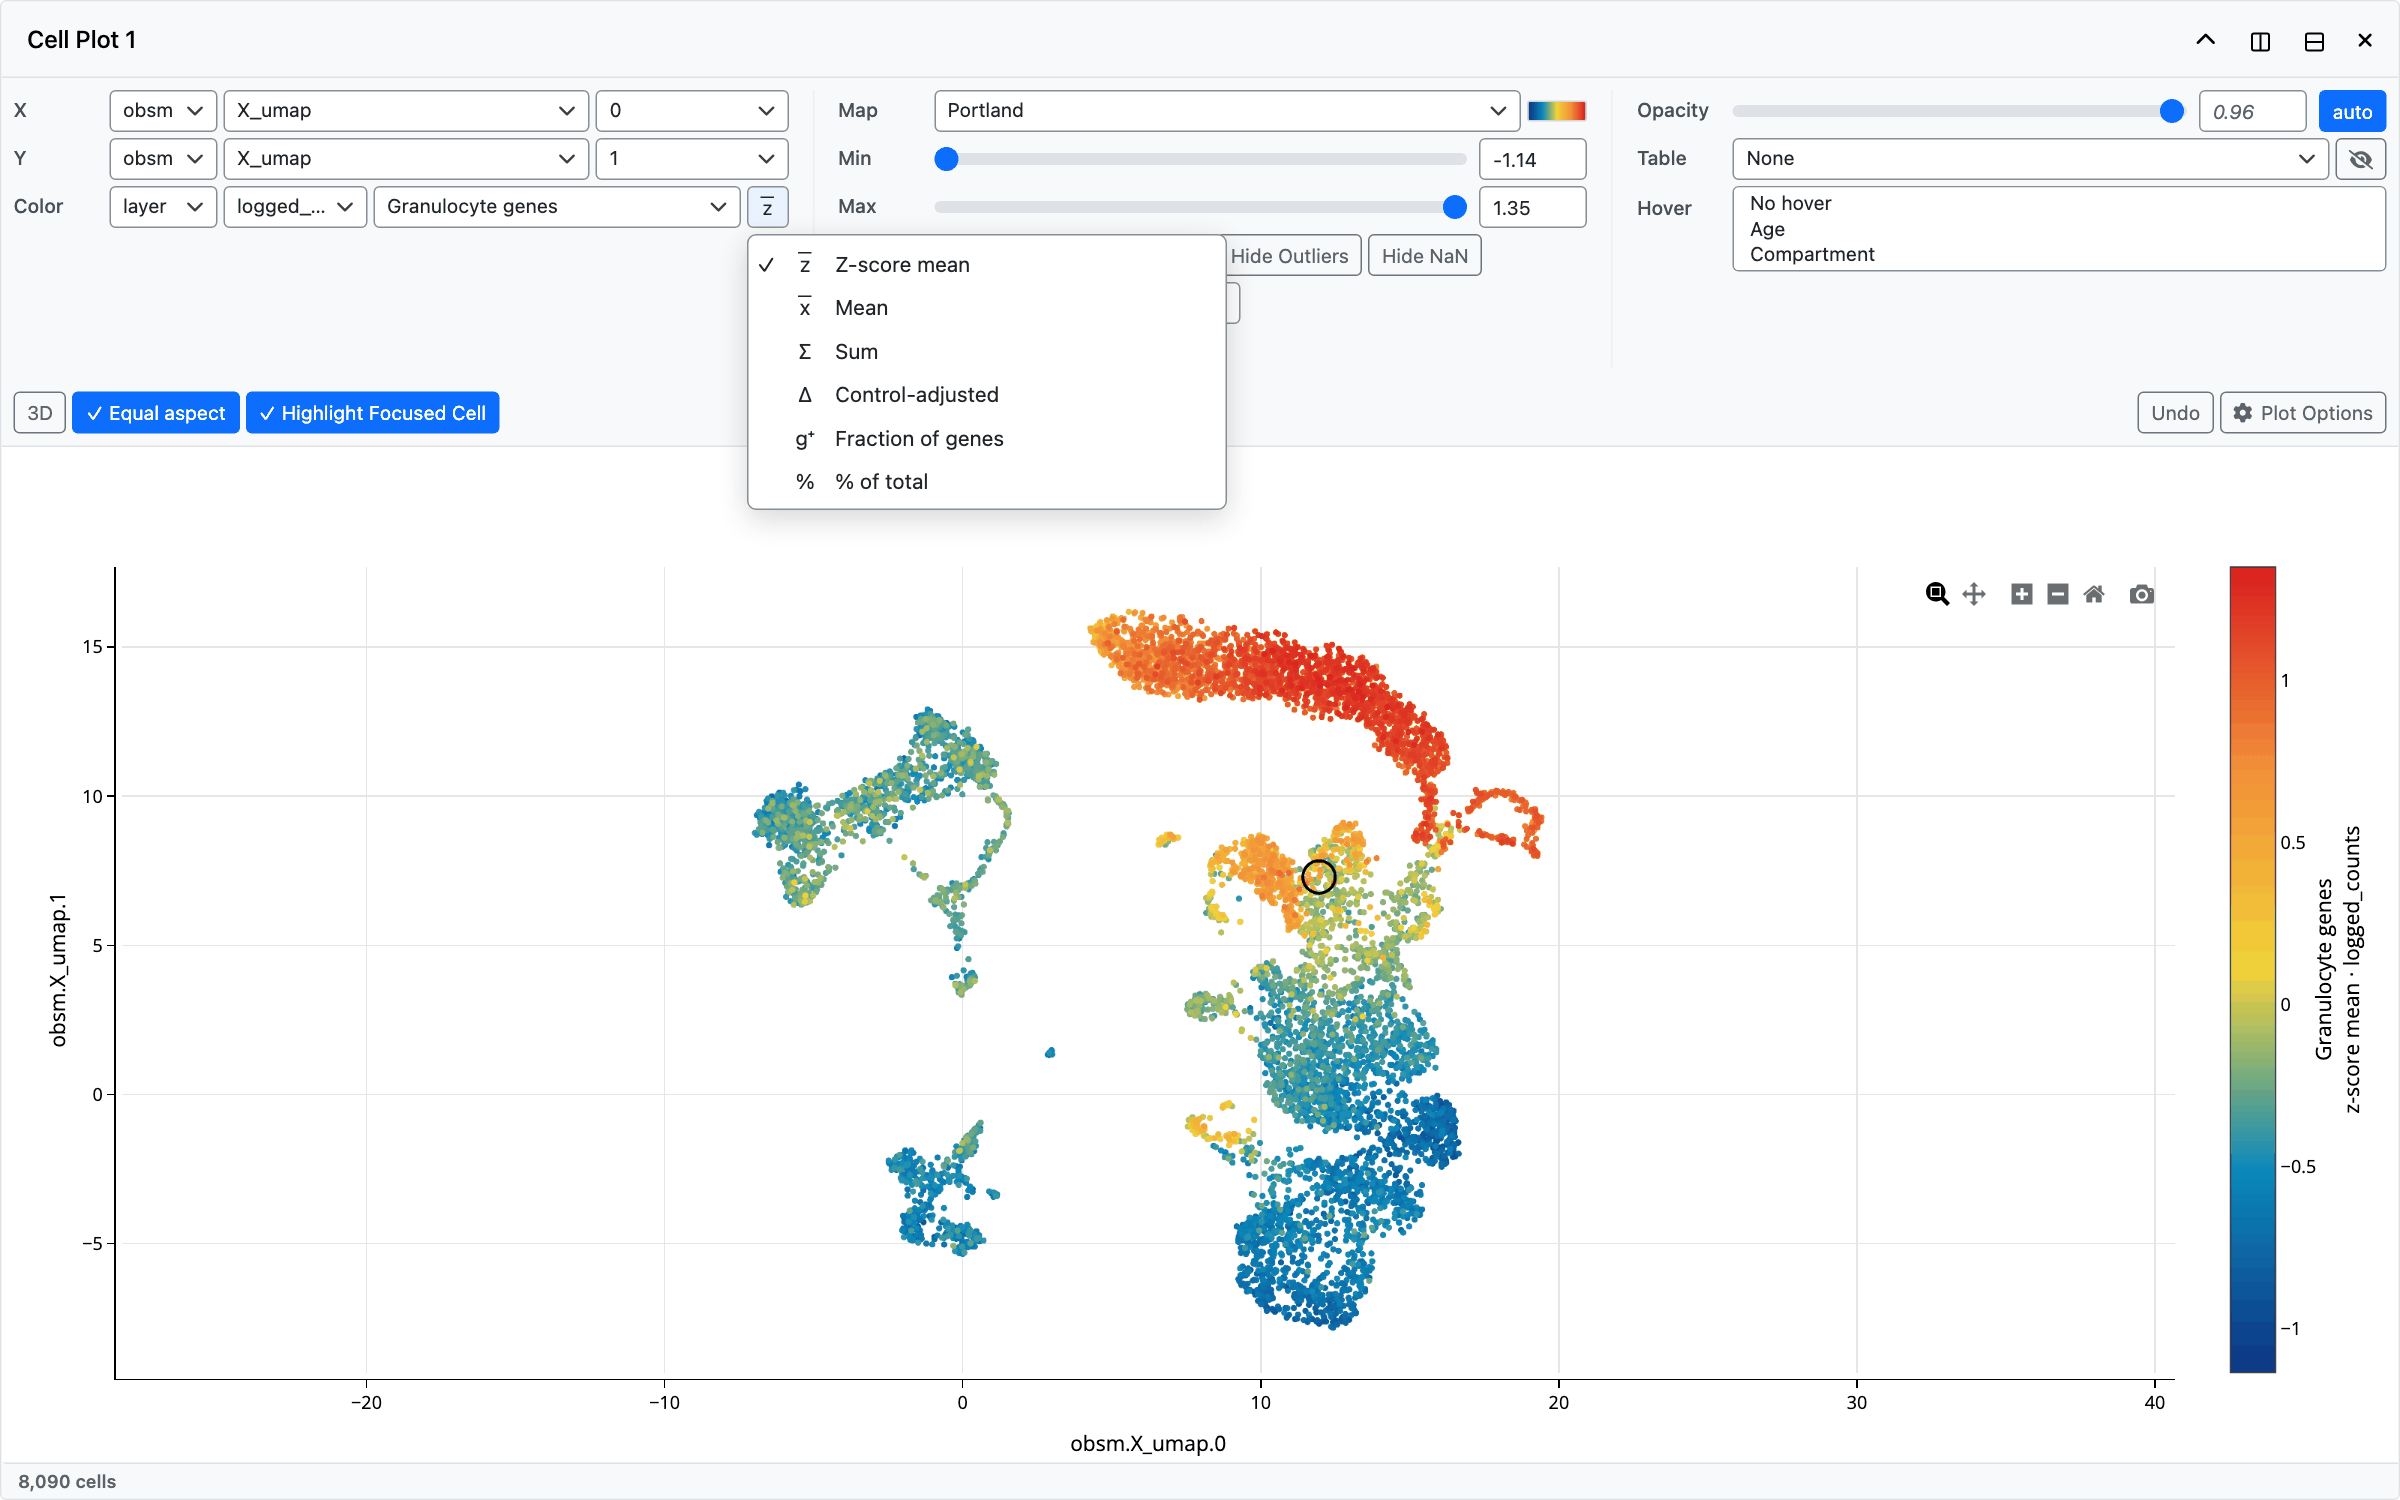 Cell Plot 1
X obsm X_umap 0
Y obsm X_umap 1
Color layer logged_... Granulocyte genes z
Map Portland
Min -1.14
Max 1.35
Hide Outliers Hide NaN
Opacity 0.96 auto
Table None
Hover No hover
Age
Compartment
✓ z Z-score mean
x Mean
Σ Sum
Δ Control-adjusted
g⁺ Fraction of genes
% % of total
3D ✓ Equal aspect ✓ Highlight Focused Cell Undo Plot Options
15
10
5
0
−5
obsm.X_umap.1
−20 −10 0 10 20 30 40
obsm.X_umap.0
1
0.5
0
−0.5
−1
Granulocyte genes
z-score mean · logged_counts
8,090 cells